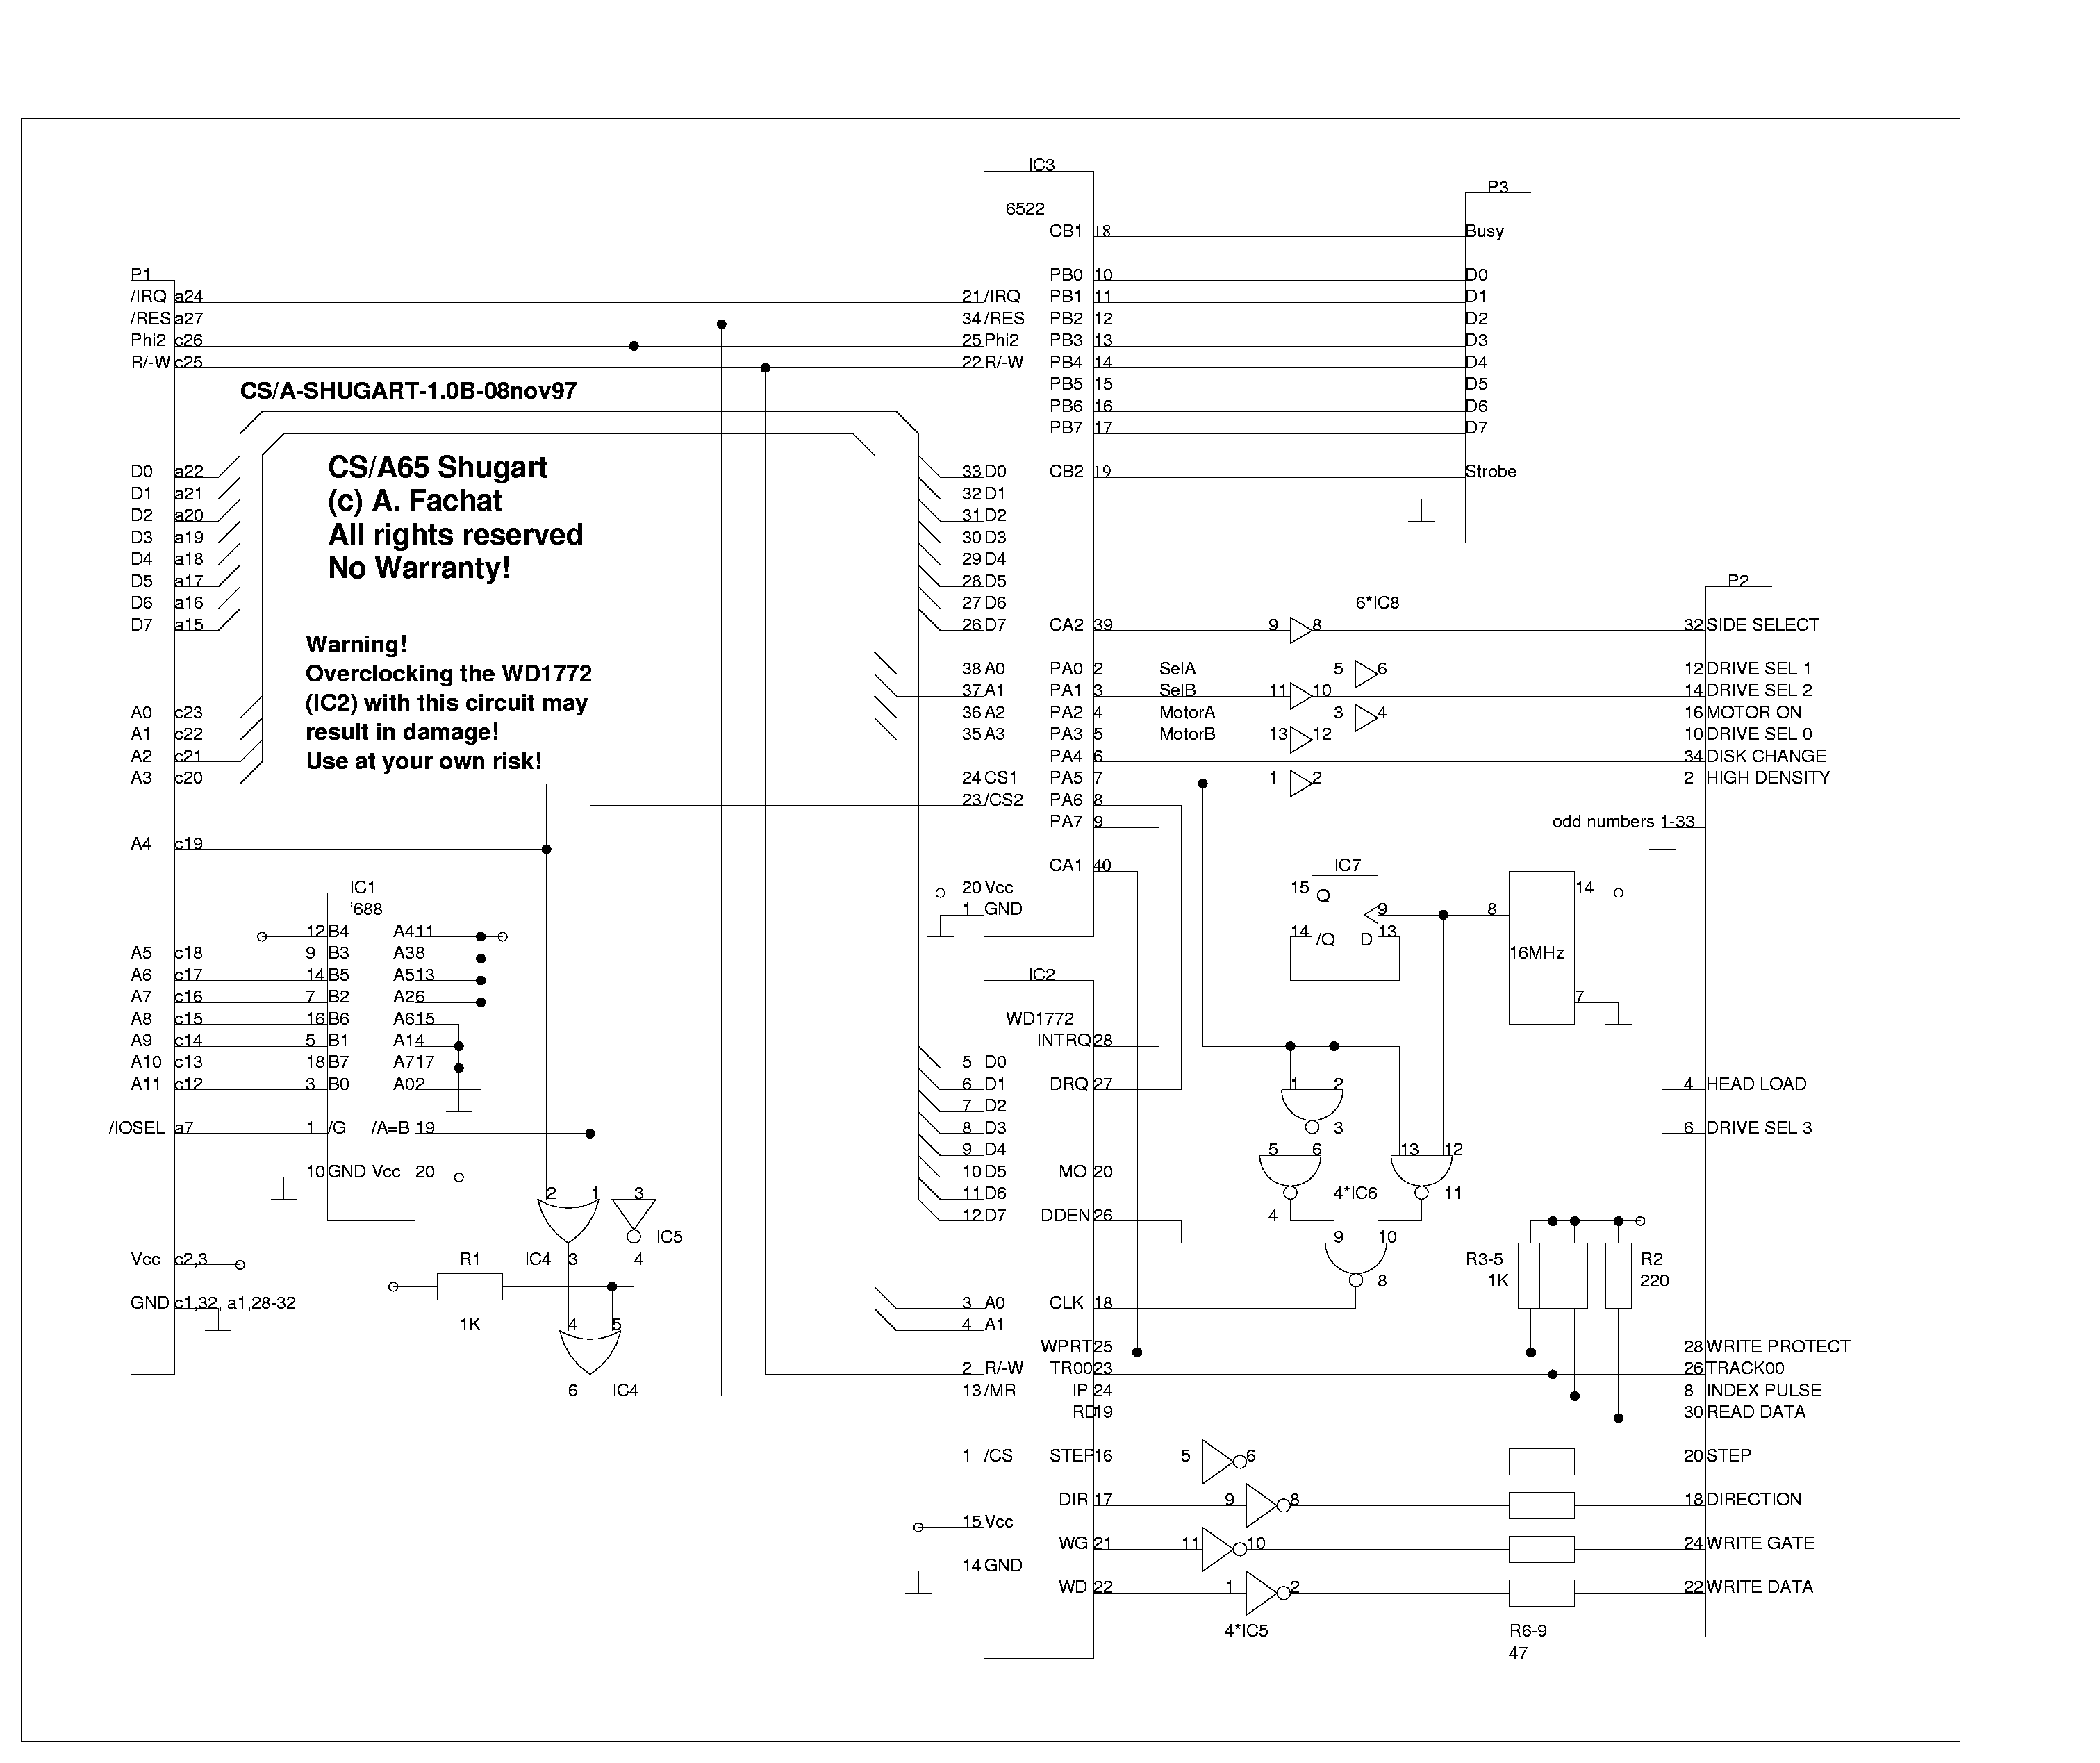 IC3
6522
P3
CB1 18 Busy
P1
PB0 10 D0
/IRQ a24 21 /IRQ PB1 11 D1
/RES a27 34 /RES PB2 12 D2
Phi2 c26 25 Phi2 PB3 13 D3
R/-W c25 22 R/-W PB4 14 D4
CS/A-SHUGART-1.0B-08nov97
PB5 15 D5
PB6 16 D6
PB7 17 D7
CS/A65 Shugart
(c) A. Fachat
All rights reserved
No Warranty!
D0 a22 33 D0 CB2 19 Strobe
D1 a21 32 D1
D2 a20 31 D2
D3 a19 30 D3
D4 a18 29 D4
D5 a17 28 D5
P2
D6 a16 27 D6
6*IC8
D7 a15 26 D7 CA2 39 9 8 32 SIDE SELECT
Warning!
Overclocking the WD1772
(IC2) with this circuit may
result in damage!
Use at your own risk!
38 A0 PA0 2 SelA 5 6 12 DRIVE SEL 1
37 A1 PA1 3 SelB 11 10 14 DRIVE SEL 2
A0 c23 36 A2 PA2 4 MotorA 3 4 16 MOTOR ON
A1 c22 35 A3 PA3 5 MotorB 13 12 10 DRIVE SEL 0
A2 c21 PA4 6 34 DISK CHANGE
A3 c20 24 CS1 PA5 7 1 2 2 HIGH DENSITY
23 /CS2 PA6 8
PA7 9 odd numbers 1-33
A4 c19
CA1 40 IC7
IC1
20 Vcc 15 Q 14
'688
1 GND 9 8
12 B4 A4 11 14 /Q D 13
A5 c18 9 B3 A3 8 16MHz
A6 c17 14 B5 A5 13 IC2
A7 c16 7 B2 A2 6 7
A8 c15 16 B6 A6 15 WD1772
A9 c14 5 B1 A1 4 INTRQ 28
A10 c13 18 B7 A7 17 5 D0
A11 c12 3 B0 A0 2 6 D1 DRQ 27 1 2 4 HEAD LOAD
7 D2
/IOSEL a7 1 /G /A=B 19 8 D3 3 6 DRIVE SEL 3
9 D4 5 6 13 12
10 GND Vcc 20 10 D5 MO 20
2 1 3 11 D6 4*IC6 11
12 D7 DDEN 26 4
IC5
9 10
Vcc c2,3 R1 IC4 3 4 R3-5 R2
8 1K 220
GND c1,32, a1,28-32 3 A0 CLK 18
1K 4 5 4 A1
WPRT 25 28 WRITE PROTECT
2 R/-W TR00 23 26 TRACK00
6 IC4 13 /MR IP 24 8 INDEX PULSE
RD 19 30 READ DATA
1 /CS STEP 16 5 6 20 STEP
DIR 17 9 8 18 DIRECTION
15 Vcc
WG 21 11 10 24 WRITE GATE
14 GND
WD 22 1 2 22 WRITE DATA
4*IC5 R6-9
47